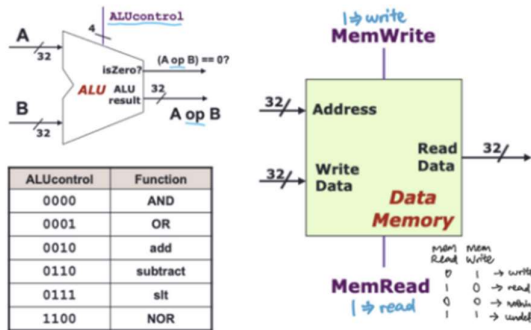 ALUcontrol
4
A
32
isZero?
(A op B) == 0?
ALU
ALU
result
32
A op B
B
32
ALUcontrol Function
0000 AND
0001 OR
0010 add
0110 subtract
0111 slt
1100 NOR
1⇒ write
MemWrite
32
Address
32
Write
Data
Read
Data
32
Data
Memory
MemRead
1⇒ read
Mem Mem
Read Write
0 1 → write
1 0 → read
0 0
1 1